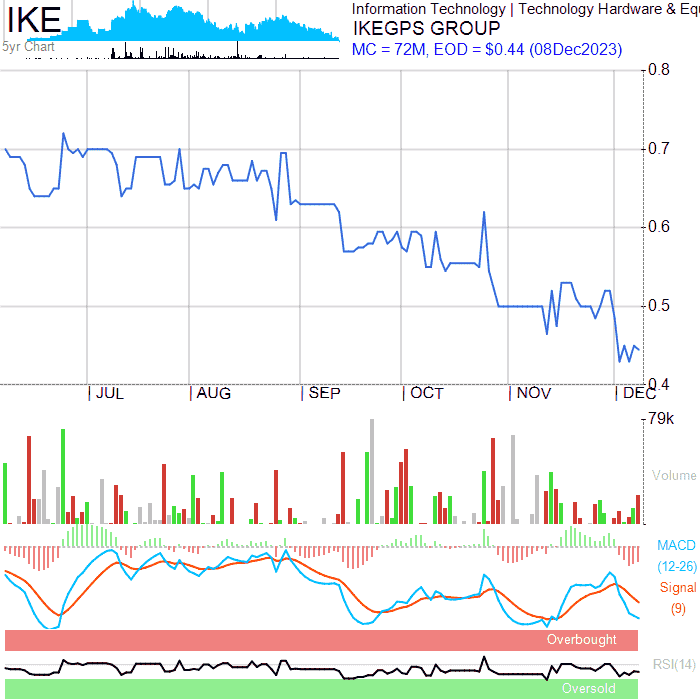 IKE
5yr Chart
Information Technology | Technology Hardware & Equ
IKEGPS GROUP
MC = 72M, EOD = $0.44 (08Dec2023)
0.8
0.7
0.6
0.5
0.4
JUL
AUG
SEP
OCT
NOV
DEC
79k
Volume
MACD
(12-26)
Signal
(9)
Overbought
RSI(14)
Oversold